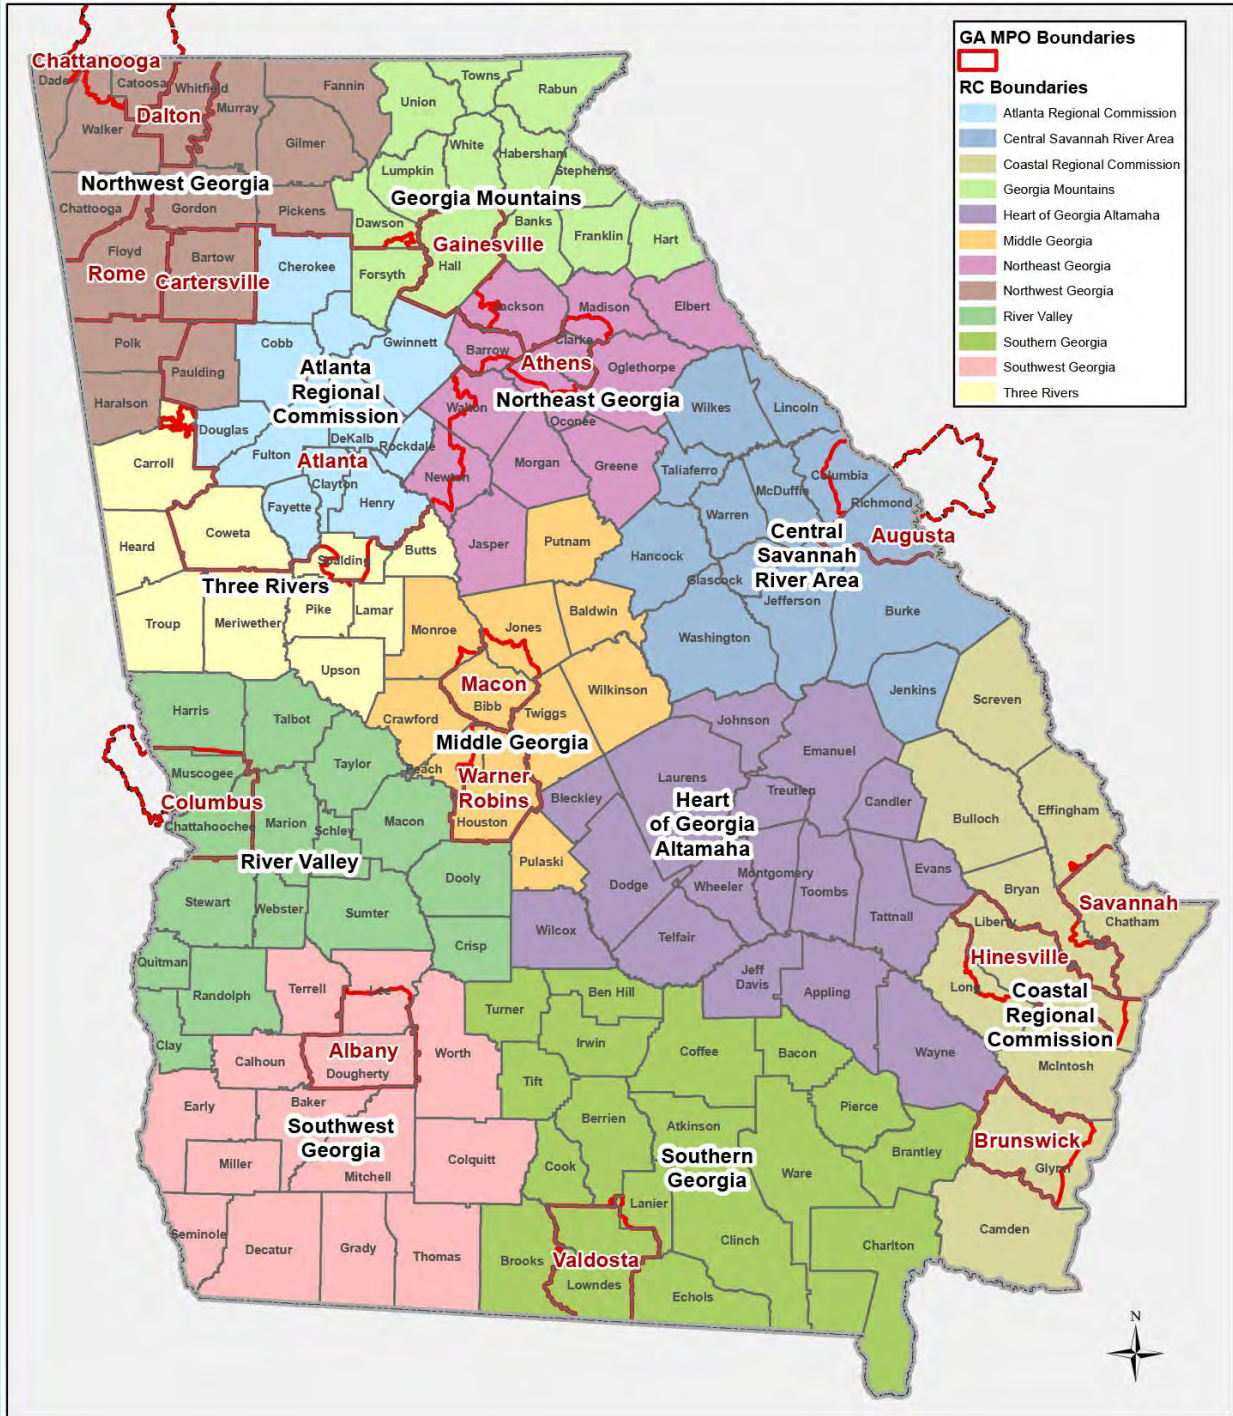 GA MPO Boundaries
RC Boundaries
Atlanta Regional Commission
Central Savannah River Area
Coastal Regional Commission
Georgia Mountains
Heart of Georgia Altamaha
Middle Georgia
Northeast Georgia
Northwest Georgia
River Valley
Southern Georgia
Southwest Georgia
Three Rivers
Chattanooga
Dade
Catoosa
Whitfield
Murray
Fannin
Union
Towns
Rabun
Walker
Dalton
Gilmer
White
Habersham
Lumpkin
Stephens
Northwest Georgia
Georgia Mountains
Chattooga
Gordon
Pickens
Dawson
Banks
Franklin
Hart
Floyd
Bartow
Cherokee
Forsyth
Gainesville
Hall
Rome
Cartersville
Jackson
Madison
Elbert
Polk
Paulding
Cobb
Gwinnett
Barrow
Clarke
Athens
Oglethorpe
Atlanta
Regional
Commission
Northeast Georgia
Haralson
Douglas
DeKalb
Rockdale
Walton
Oconee
Wilkes
Lincoln
Carroll
Fulton
Atlanta
Clayton
Newton
Morgan
Greene
Taliaferro
McDuffie
Columbia
Richmond
Fayette
Henry
Warren
Coweta
Heard
Spalding
Butts
Jasper
Putnam
Hancock
Central
Savannah
River Area
Augusta
Three Rivers
Pike
Lamar
Glascock
Jefferson
Burke
Troup
Meriwether
Monroe
Jones
Baldwin
Washington
Upson
Macon
Bibb
Twiggs
Wilkinson
Jenkins
Screven
Harris
Talbot
Crawford
Johnson
Emanuel
Middle Georgia
Taylor
Peach
Warner
Robins
Houston
Muscogee
Columbus
Chattahoochee
Marion
Schley
Macon
Bleckley
Laurens
Treutlen
Candler
Bulloch
Effingham
Heart
of Georgia
Altamaha
River Valley
Pulaski
Dooly
Dodge
Wheeler
Montgomery
Toombs
Evans
Bryan
Savannah
Chatham
Stewart
Webster
Sumter
Crisp
Wilcox
Telfair
Tattnall
Liberty
Hinesville
Quitman
Randolph
Terrell
Lee
Turner
Ben Hill
Jeff
Davis
Appling
Long
Coastal
Regional
Commission
Clay
Calhoun
Albany
Dougherty
Worth
Irwin
Coffee
Bacon
Wayne
McIntosh
Early
Baker
Tift
Berrien
Atkinson
Pierce
Brantley
Brunswick
Glynn
Southwest
Georgia
Southern
Georgia
Miller
Mitchell
Colquitt
Cook
Ware
Lanier
Camden
Seminole
Decatur
Grady
Thomas
Brooks
Valdosta
Lowndes
Clinch
Charlton
Echols
N